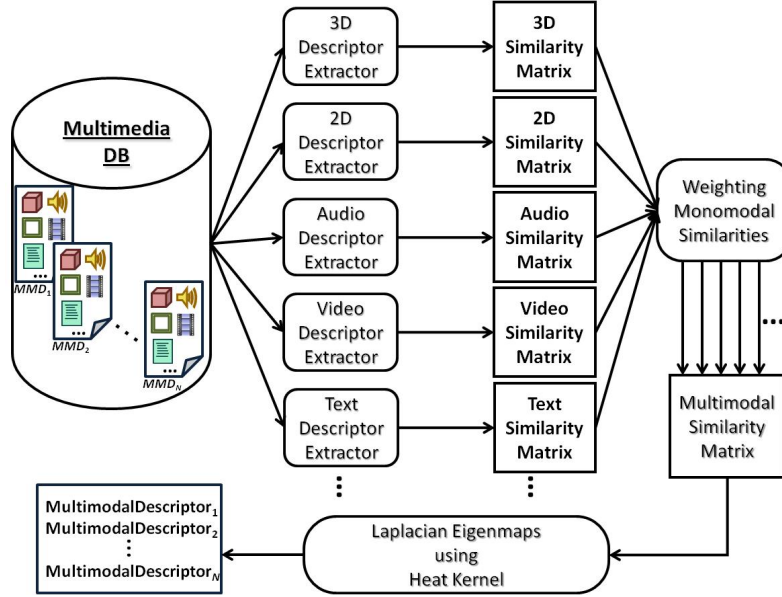 Multimedia
DB
...
MMD1
...
MMD2
...
MMDN
3D
Descriptor
Extractor
2D
Descriptor
Extractor
Audio
Descriptor
Extractor
Video
Descriptor
Extractor
Text
Descriptor
Extractor
3D
Similarity
Matrix
2D
Similarity
Matrix
Audio
Similarity
Matrix
Video
Similarity
Matrix
Text
Similarity
Matrix
Weighting
Monomodal
Similarities
...
Multimodal
Similarity
Matrix
Laplacian Eigenmaps
using
Heat Kernel
MultimodalDescriptor1
MultimodalDescriptor2
MultimodalDescriptorN